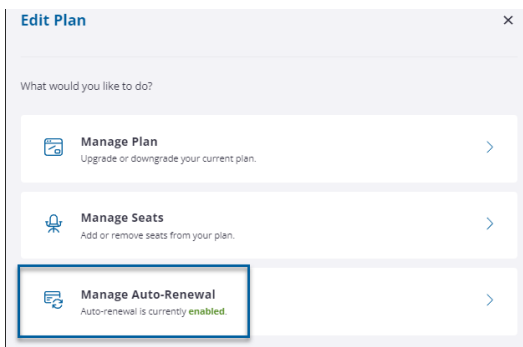 Edit Plan
What would you like to do?
Manage Plan
Upgrade or downgrade your current plan.
Manage Seats
Add or remove seats from your plan.
Manage Auto-Renewal
Auto-renewal is currently enabled.